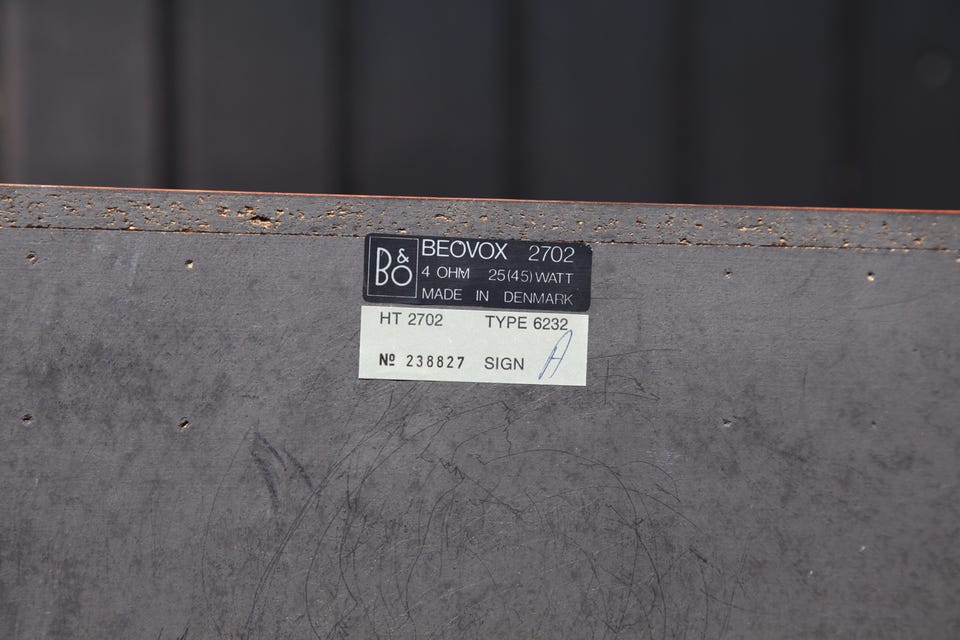 B&O
BEOVOX 2702
4 OHM 25(45)WATT
MADE IN DENMARK
HT 2702 TYPE 6232
Nº 238827 SIGN A